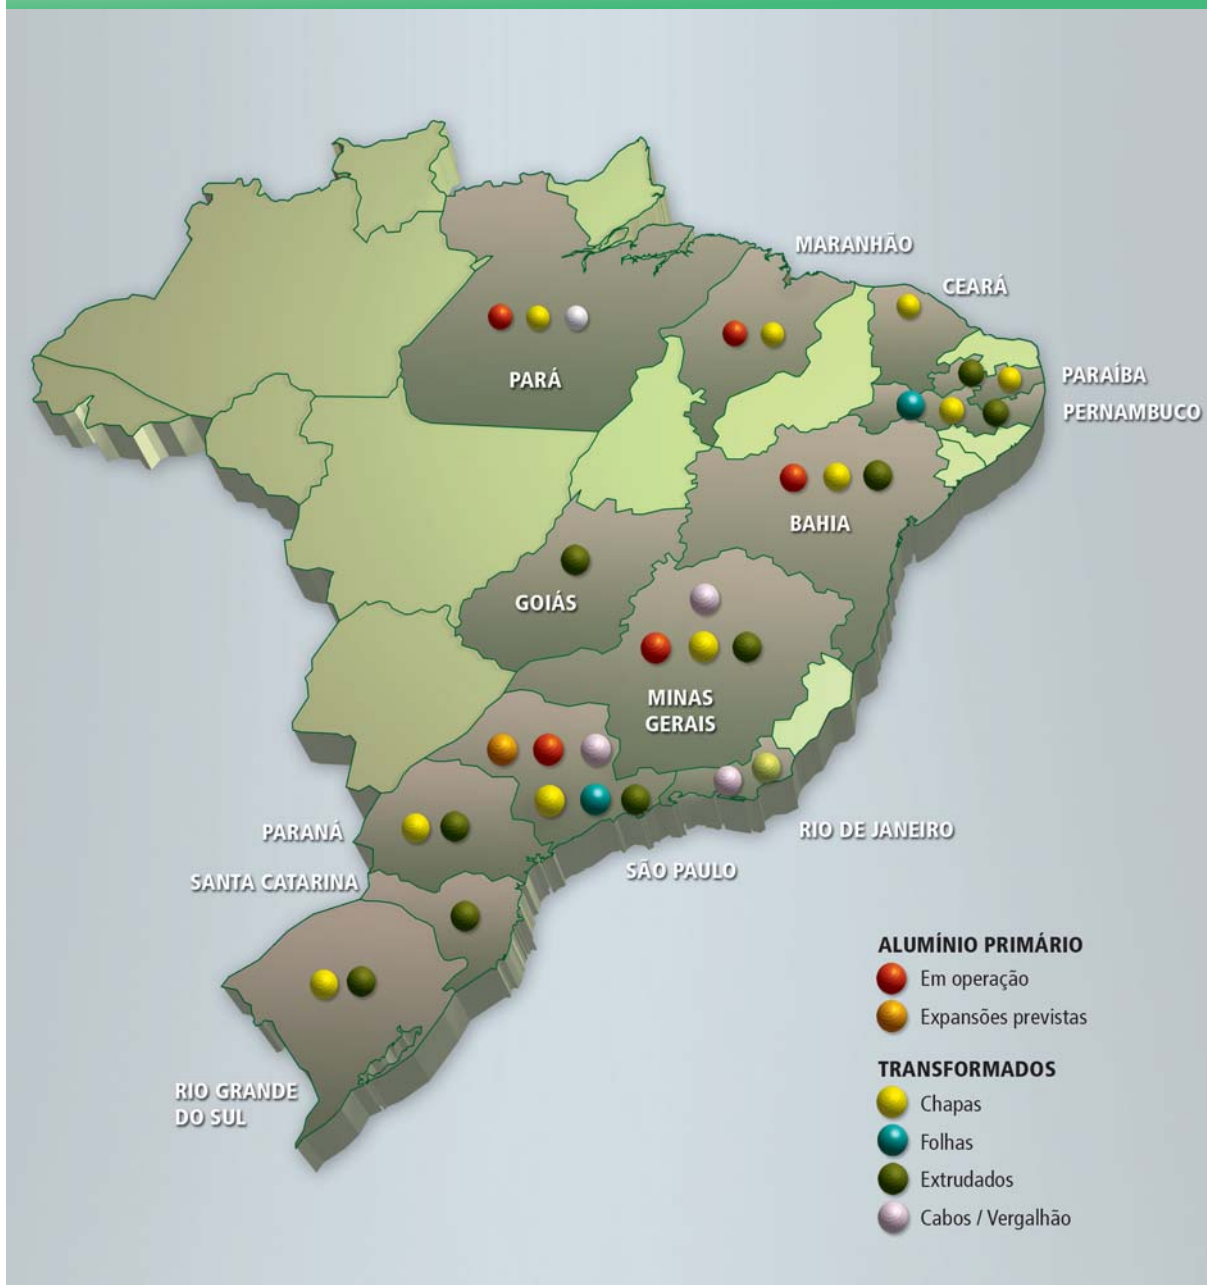 MARANHÃO
CEARÁ
PARÁ
PARAÍBA
PERNAMBUCO
BAHIA
GOIÁS
MINAS
GERAIS
PARANÁ
RIO DE JANEIRO
SÃO PAULO
SANTA CATARINA
RIO GRANDE
DO SUL
ALUMÍNIO PRIMÁRIO
Em operação
Expansões previstas
TRANSFORMADOS
Chapas
Folhas
Extrudados
Cabos / Vergalhão